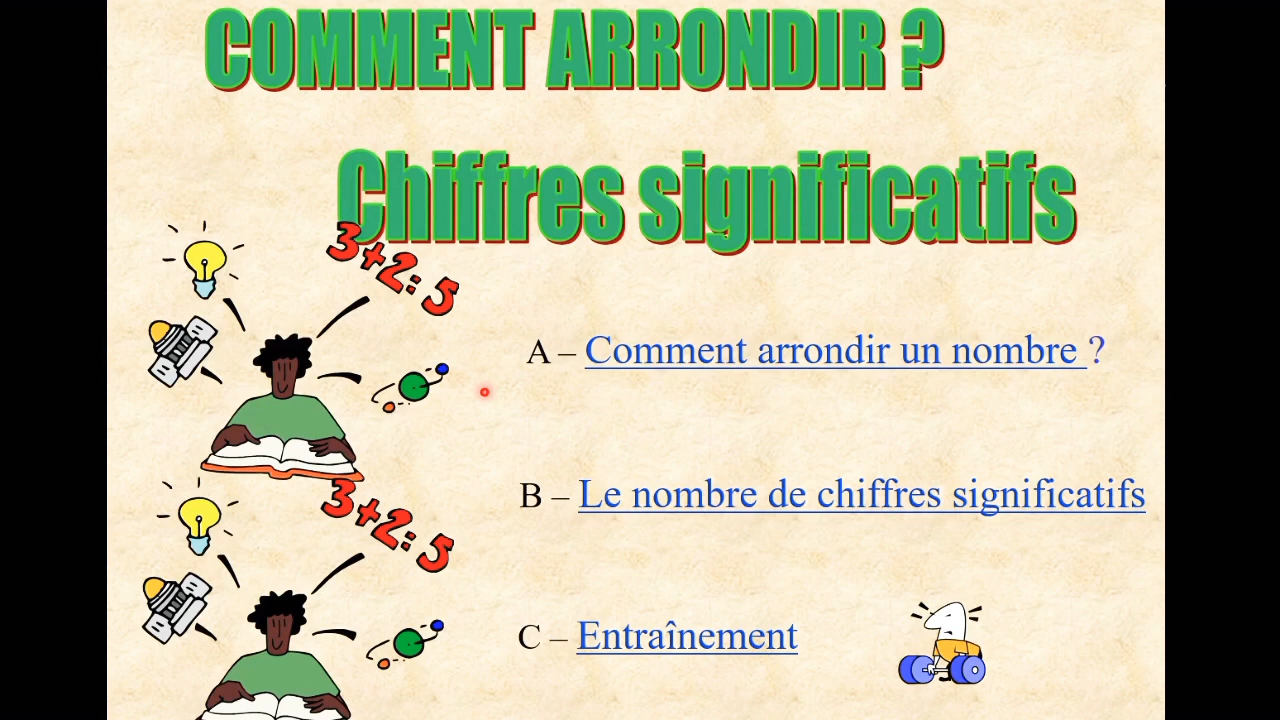 COMMENT ARRONDIR ?
Chiffres significatifs
3+2:5
A – Comment arrondir un nombre ?
3+2:5
B – Le nombre de chiffres significatifs
C – Entraînement